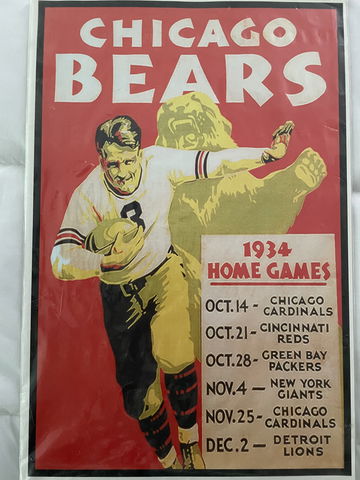 CHICAGO
BEARS
3
1934
HOME GAMES
OCT. 14 - CHICAGO
CARDINALS
OCT. 21 - CINCINNATI
REDS
OCT. 28 - GREEN BAY
PACKERS
NOV. 4 — NEW YORK
GIANTS
NOV. 25 - CHICAGO
CARDINALS
DEC. 2 — DETROIT
LIONS